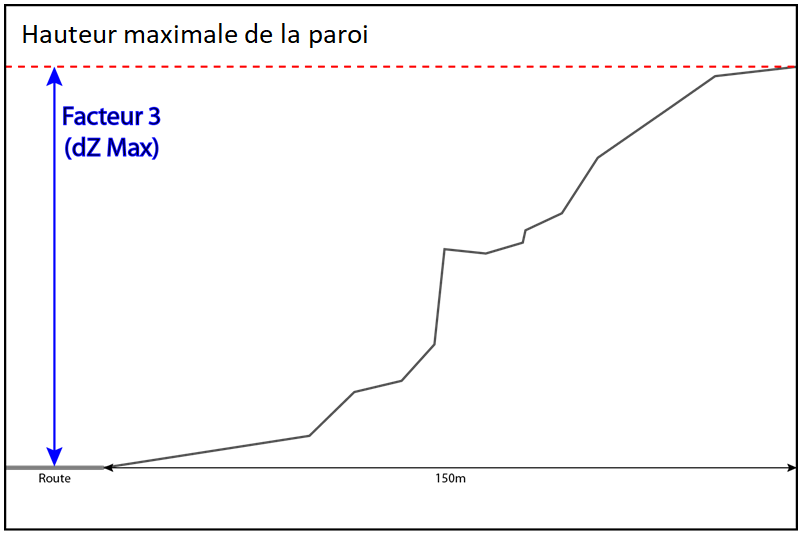 Hauteur maximale de la paroi
Facteur 3
(dZ Max)
Route
150m